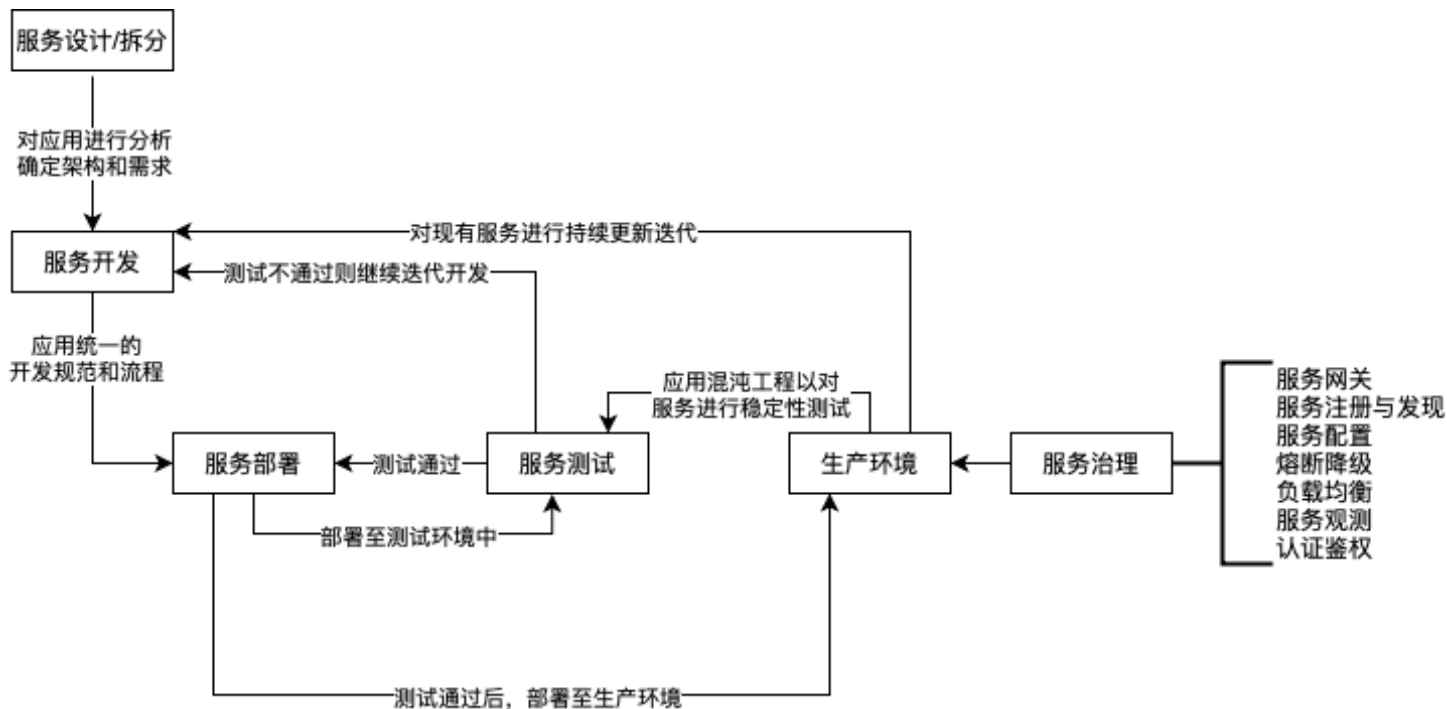 服务设计/拆分
对应用进行分析
确定架构和需求
对现有服务进行持续更新迭代
服务开发
测试不通过则继续迭代开发
应用统一的
开发规范和流程
应用混沌工程以对
服务进行稳定性测试
服务部署
测试通过
服务测试
生产环境
服务治理
服务网关
服务注册与发现
服务配置
熔断降级
负载均衡
服务观测
认证鉴权
部署至测试环境中
测试通过后，部署至生产环境